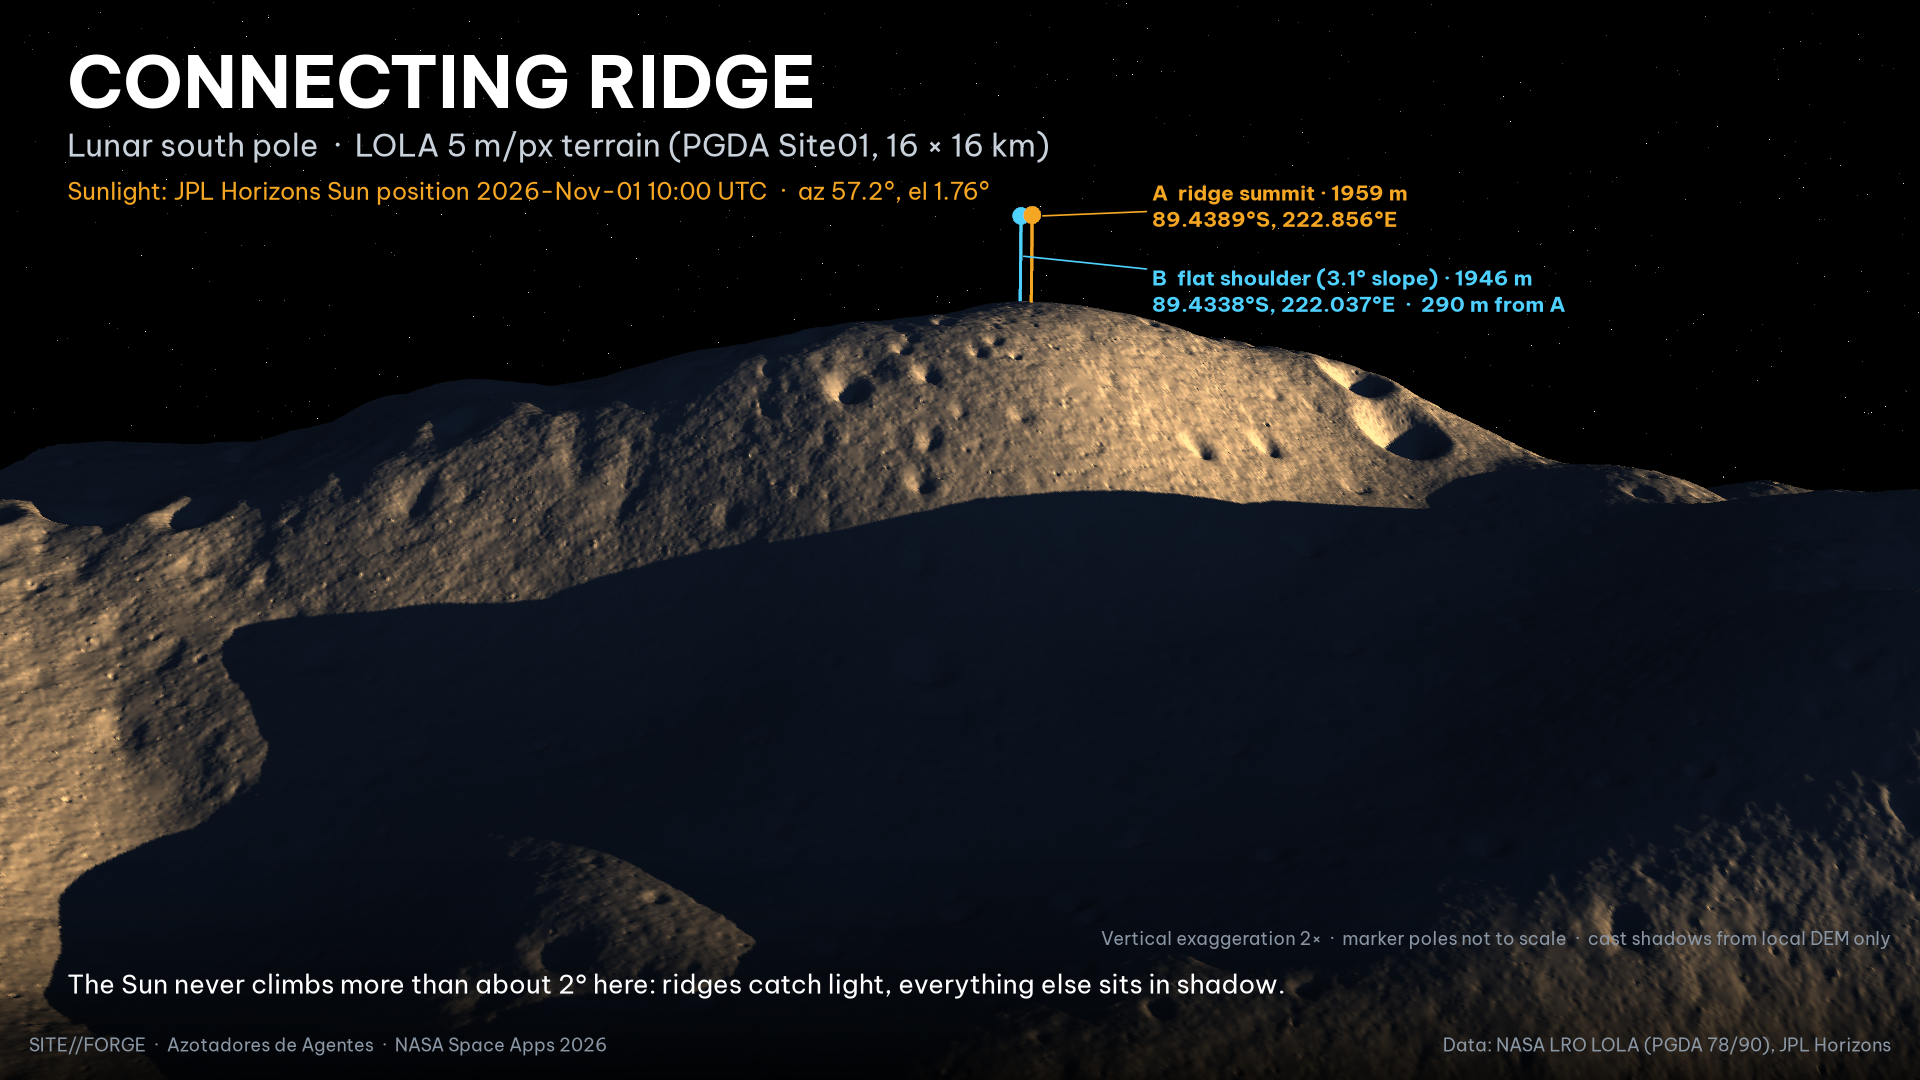 CONNECTING RIDGE
Lunar south pole · LOLA 5 m/px terrain (PGDA Site01, 16 × 16 km)
Sunlight: JPL Horizons Sun position 2026-Nov-01 10:00 UTC · az 57.2°, el 1.76°
A ridge summit · 1959 m
89.4389°S, 222.856°E
B flat shoulder (3.1° slope) · 1946 m
89.4338°S, 222.037°E · 290 m from A
Vertical exaggeration 2× · marker poles not to scale · cast shadows from local DEM only
The Sun never climbs more than about 2° here: ridges catch light, everything else sits in shadow.
SITE//FORGE · Azotadores de Agentes · NASA Space Apps 2026
Data: NASA LRO LOLA (PGDA 78/90), JPL Horizons